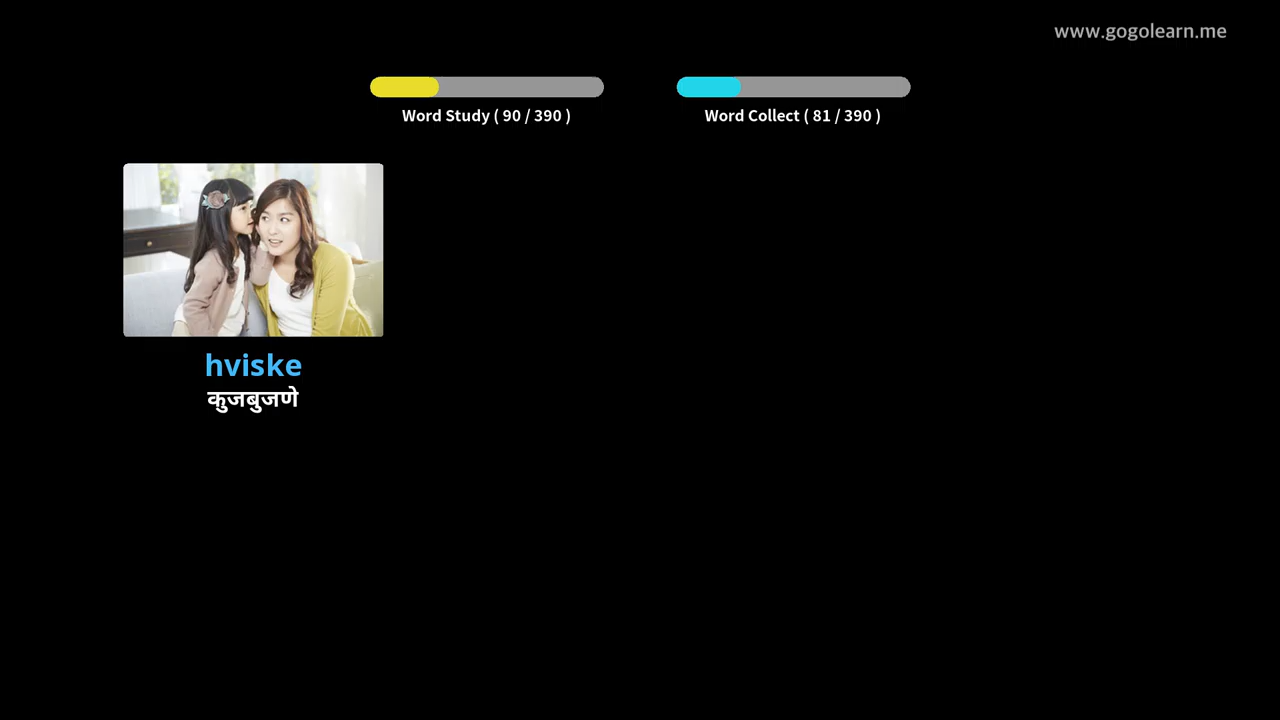 www.gogolearn.me
Word Study ( 90 / 390 )
Word Collect ( 81 / 390 )
hviske
कुजबुजणे